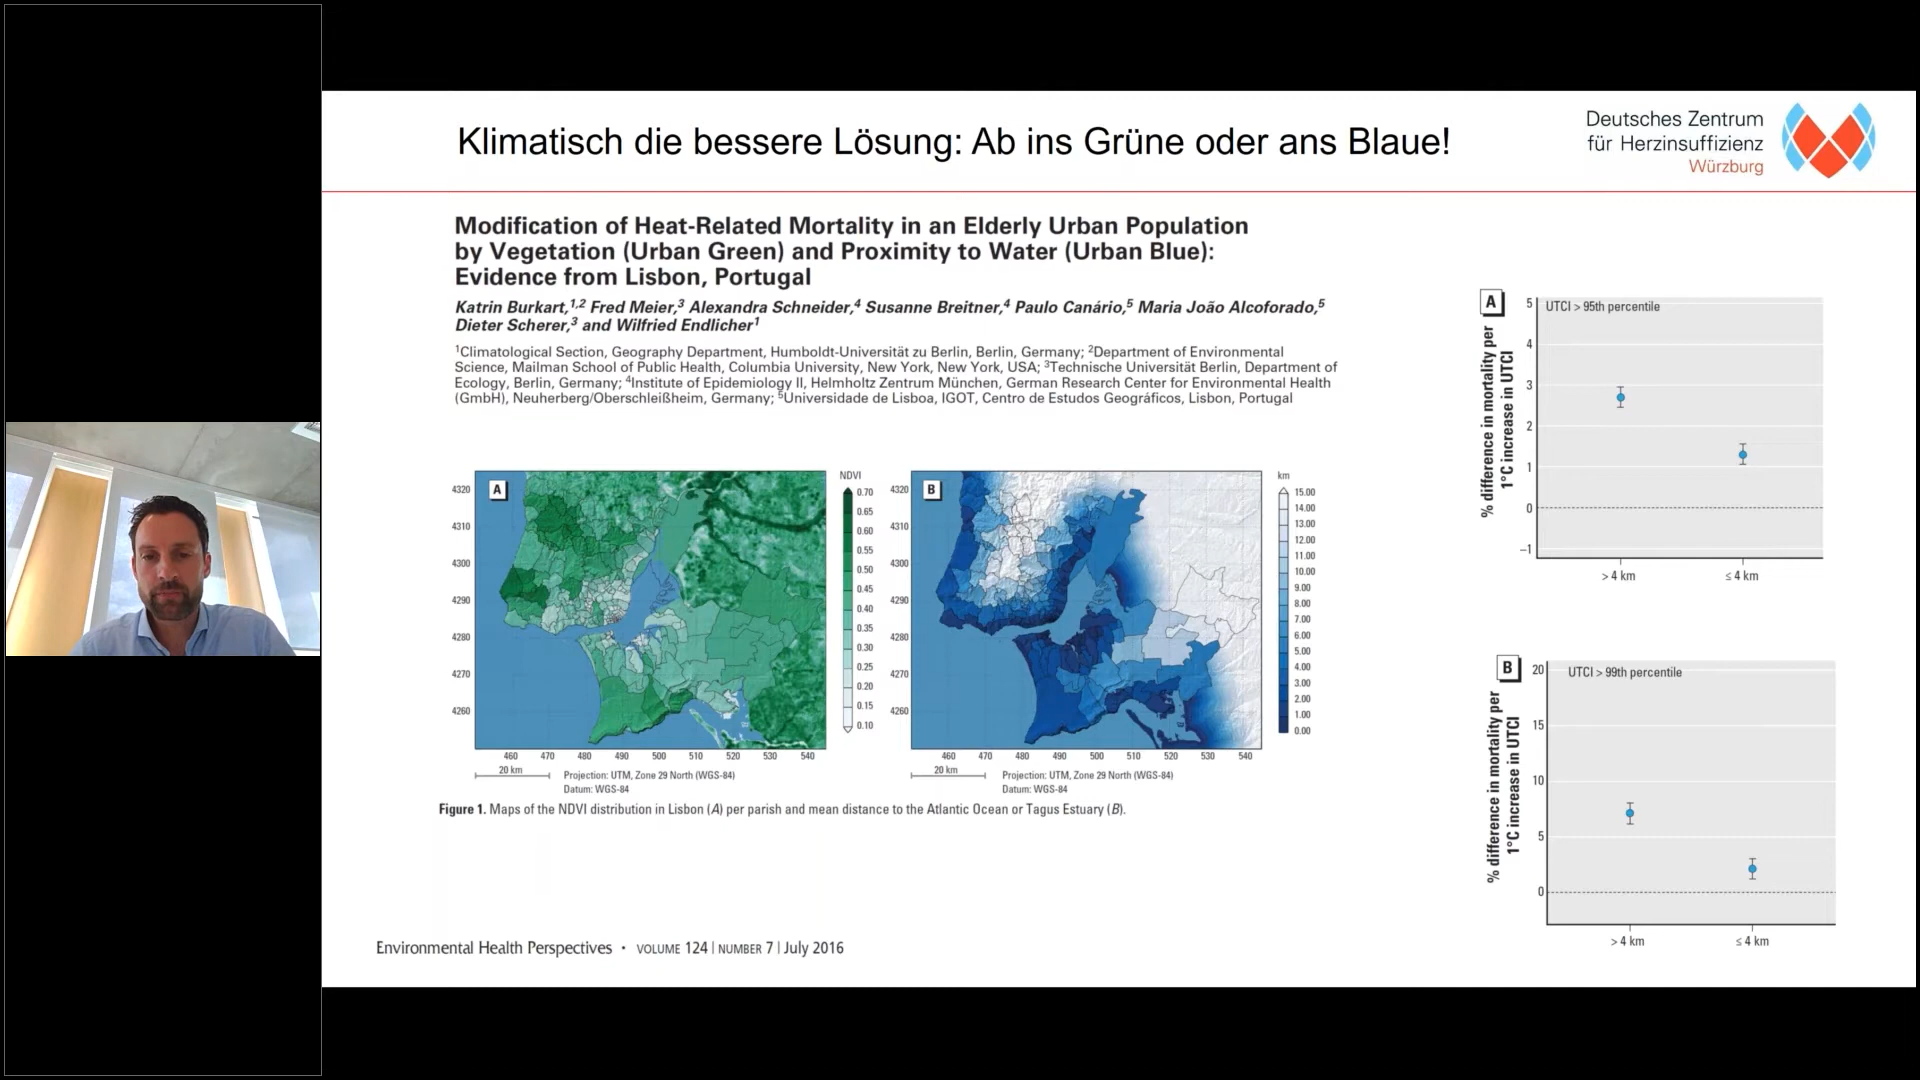 Klimatisch die bessere Lösung: Ab ins Grüne oder ans Blaue!
Deutsches Zentrum
für Herzinsuffizienz
Würzburg
Modification of Heat-Related Mortality in an Elderly Urban Population
by Vegetation (Urban Green) and Proximity to Water (Urban Blue):
Evidence from Lisbon, Portugal
Katrin Burkart,1,2 Fred Meier,3 Alexandra Schneider,4 Susanne Breitner,4 Paulo Canário,5 Maria João Alcoforado,5
Dieter Scherer,3 and Wilfried Endlicher1
1Climatological Section, Geography Department, Humboldt-Universität zu Berlin, Berlin, Germany; 2Department of Environmental
Science, Mailman School of Public Health, Columbia University, New York, New York, USA; 3Technische Universität Berlin, Department of
Ecology, Berlin, Germany; 4Institute of Epidemiology II, Helmholtz Zentrum München, German Research Center for Environmental Health
(GmbH), Neuherberg/Oberschleißheim, Germany; 5Universidade de Lisboa, IGOT, Centro de Estudos Geográficos, Lisbon, Portugal
A
NDVI
4320
4310
4300
4290
4280
4270
4260
460 470 480 490 500 510 520 530 540
0.70
0.65
0.60
0.55
0.50
0.45
0.40
0.35
0.30
0.25
0.20
0.15
0.10
20 km
Projection: UTM, Zone 29 North (WGS-84)
Datum: WGS-84
B
km
4320
4310
4300
4290
4280
4270
4260
460 470 480 490 500 510 520 530 540
15.00
14.00
13.00
12.00
11.00
10.00
9.00
8.00
7.00
6.00
5.00
4.00
3.00
2.00
1.00
0.00
20 km
Projection: UTM, Zone 29 North (WGS-84)
Datum: WGS-84
Figure 1. Maps of the NDVI distribution in Lisbon (A) per parish and mean distance to the Atlantic Ocean or Tagus Estuary (B).
A
UTCI > 95th percentile
% difference in mortality per
1°C increase in UTCI
5
4
3
2
1
0
–1
> 4 km ≤ 4 km
B
UTCI > 99th percentile
% difference in mortality per
1°C increase in UTCI
20
15
10
5
0
> 4 km ≤ 4 km
Environmental Health Perspectives • VOLUME 124 | NUMBER 7 | July 2016